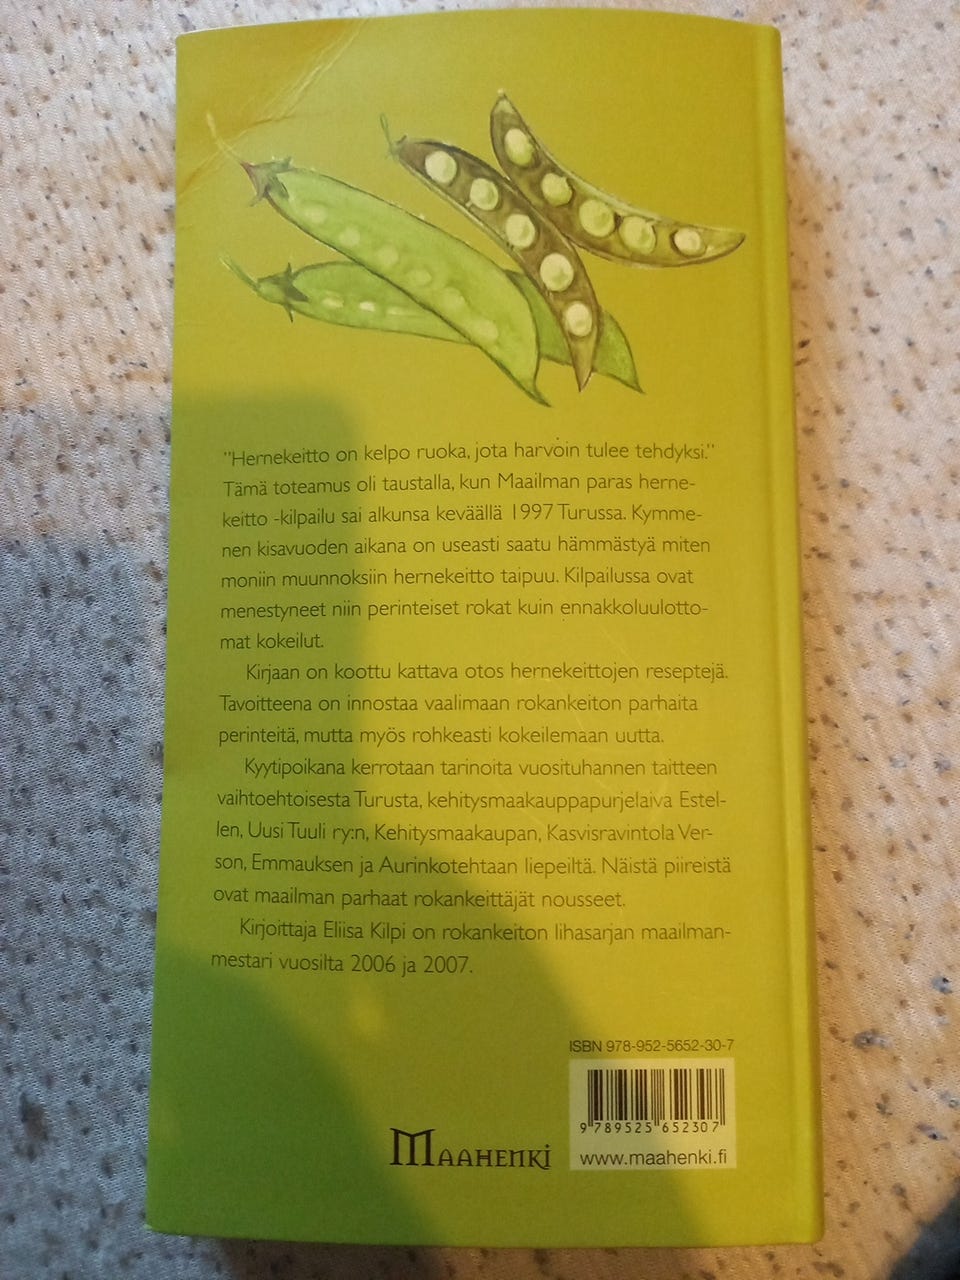 "Hernekeitto on kelpo ruoka, jota harvoin tulee tehdyksi."
Tämä toteamus oli taustalla, kun Maailman paras herne-
keitto -kilpailu sai alkunsa keväällä 1997 Turussa. Kymme-
nen kisavuoden aikana on useasti saatu hämmästyä miten
moniin muunnoksiin hernekeitto taipuu. Kilpailussa ovat
menestyneet niin perinteiset rokat kuin ennakkoluulotto-
mat kokeilut.
Kirjaan on koottu kattava otos hernekeittojen reseptejä.
Tavoitteena on innostaa vaalimaan rokankeiton parhaita
perinteitä, mutta myös rohkeasti kokeilemaan uutta.
Kyytipoikana kerrotaan tarinoita vuosituhannen taitteen
vaihtoehtoisesta Turusta, kehitysmaakauppapurjelaiva Estel-
len, Uusi Tuuli ry:n, Kehitysmaakaupan, Kasvisravintola Ver-
son, Emmauksen ja Aurinkotehtaan liepeiltä. Näistä piireistä
ovat maailman parhaat rokankeittäjät nousseet.
Kirjoittaja Eliisa Kilpi on rokankeiton lihasarjan maailman-
mestari vuosilta 2006 ja 2007.
ISBN 978-952-5652-30-7
9 789525 652307
MAAHENKI
www.maahenki.fi